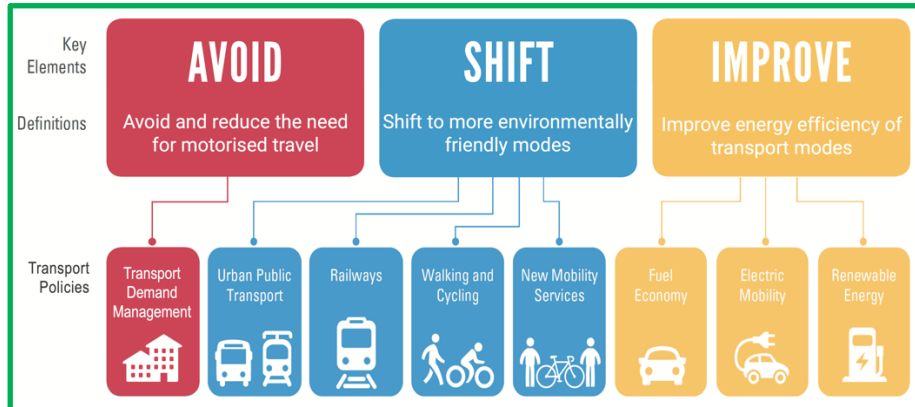 Key
Elements
AVOID
SHIFT
IMPROVE
Definitions
Avoid and reduce the need
for motorised travel
Shift to more environmentally
friendly modes
Improve energy efficiency of
transport modes
Transport
Policies
Transport
Demand
Management
Urban Public
Transport
Railways
Walking and
Cycling
New Mobility
Services
Fuel
Economy
Electric
Mobility
Renewable
Energy